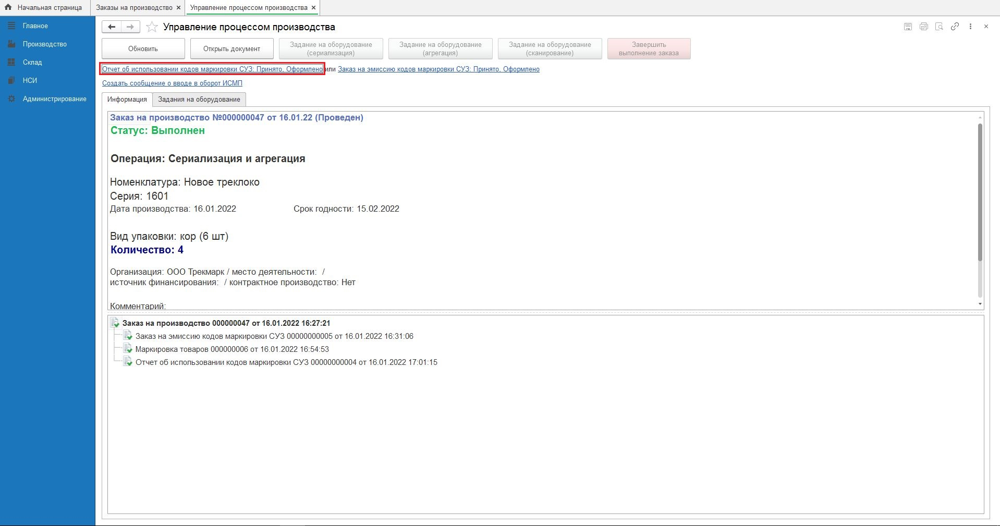 Начальная страница
Заказы на производство ×
Управление процессом производства ×
Главное
Производство
Склад
НСИ
Администрирование
Управление процессом производства
Обновить
Открыть документ
Задание на оборудование
(сериализация)
Задание на оборудование
(агрегация)
Задание на оборудование
(сканирование)
Завершить
выполнение заказа
Отчет об использовании кодов маркировки СУЗ: Принято, Оформлено или Заказ на эмиссию кодов маркировки СУЗ: Принято, Оформлено
Создать сообщение о вводе в оборот ИСМП
Информация
Задания на оборудование
Заказ на производство №000000047 от 16.01.22 (Проведен)
Статус: Выполнен
Операция: Сериализация и агрегация
Номенклатура: Новое треклоко
Серия: 1601
Дата производства: 16.01.2022 Срок годности: 15.02.2022
Вид упаковки: кор (6 шт)
Количество: 4
Организация: ООО Трекмарк / место деятельности: /
источник финансирования: / контрактное производство: Нет
Комментарий:
Заказ на производство 000000047 от 16.01.2022 16:27:21
Заказ на эмиссию кодов маркировки СУЗ 00000000005 от 16.01.2022 16:31:06
Маркировка товаров 000000006 от 16.01.2022 16:54:53
Отчет об использовании кодов маркировки СУЗ 00000000004 от 16.01.2022 17:01:15